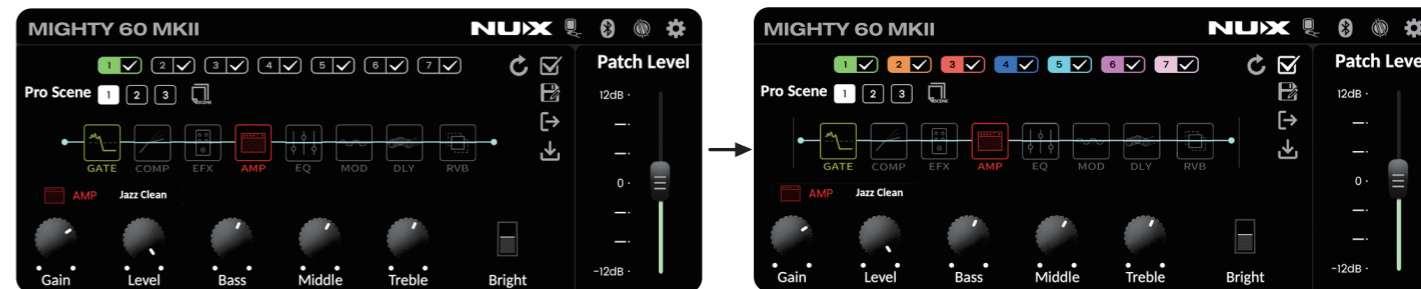 MIGHTY 60 MKII NUX
1 2 3 4 5 6 7 Patch Level
Pro Scene 1 2 3 SCENE 12dB
GATE COMP EFX AMP EQ MOD DLY RVB
0
AMP Jazz Clean
Gain Level Bass Middle Treble Bright -12dB
MIGHTY 60 MKII NUX
1 2 3 4 5 6 7 Patch Leve
Pro Scene 1 2 3 SCENE 12dB
GATE COMP EFX AMP EQ MOD DLY RVB
0
AMP Jazz Clean
Gain Level Bass Middle Treble Bright -12dB